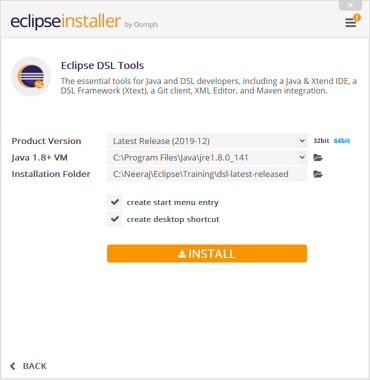 eclipseinstaller by Oomph
Eclipse DSL Tools
The essential tools for Java and DSL developers, including a Java & Xtend IDE, a
DSL Framework (Xtext), a Git client, XML Editor, and Maven integration.
Product Version Latest Release (2019-12) 32bit 64bit
Java 1.8+ VM C:\Program Files\Java\jre1.8.0_141
Installation Folder C:\Neeraj\Eclipse\Training\dsl-latest-released
create start menu entry
create desktop shortcut
INSTALL
BACK